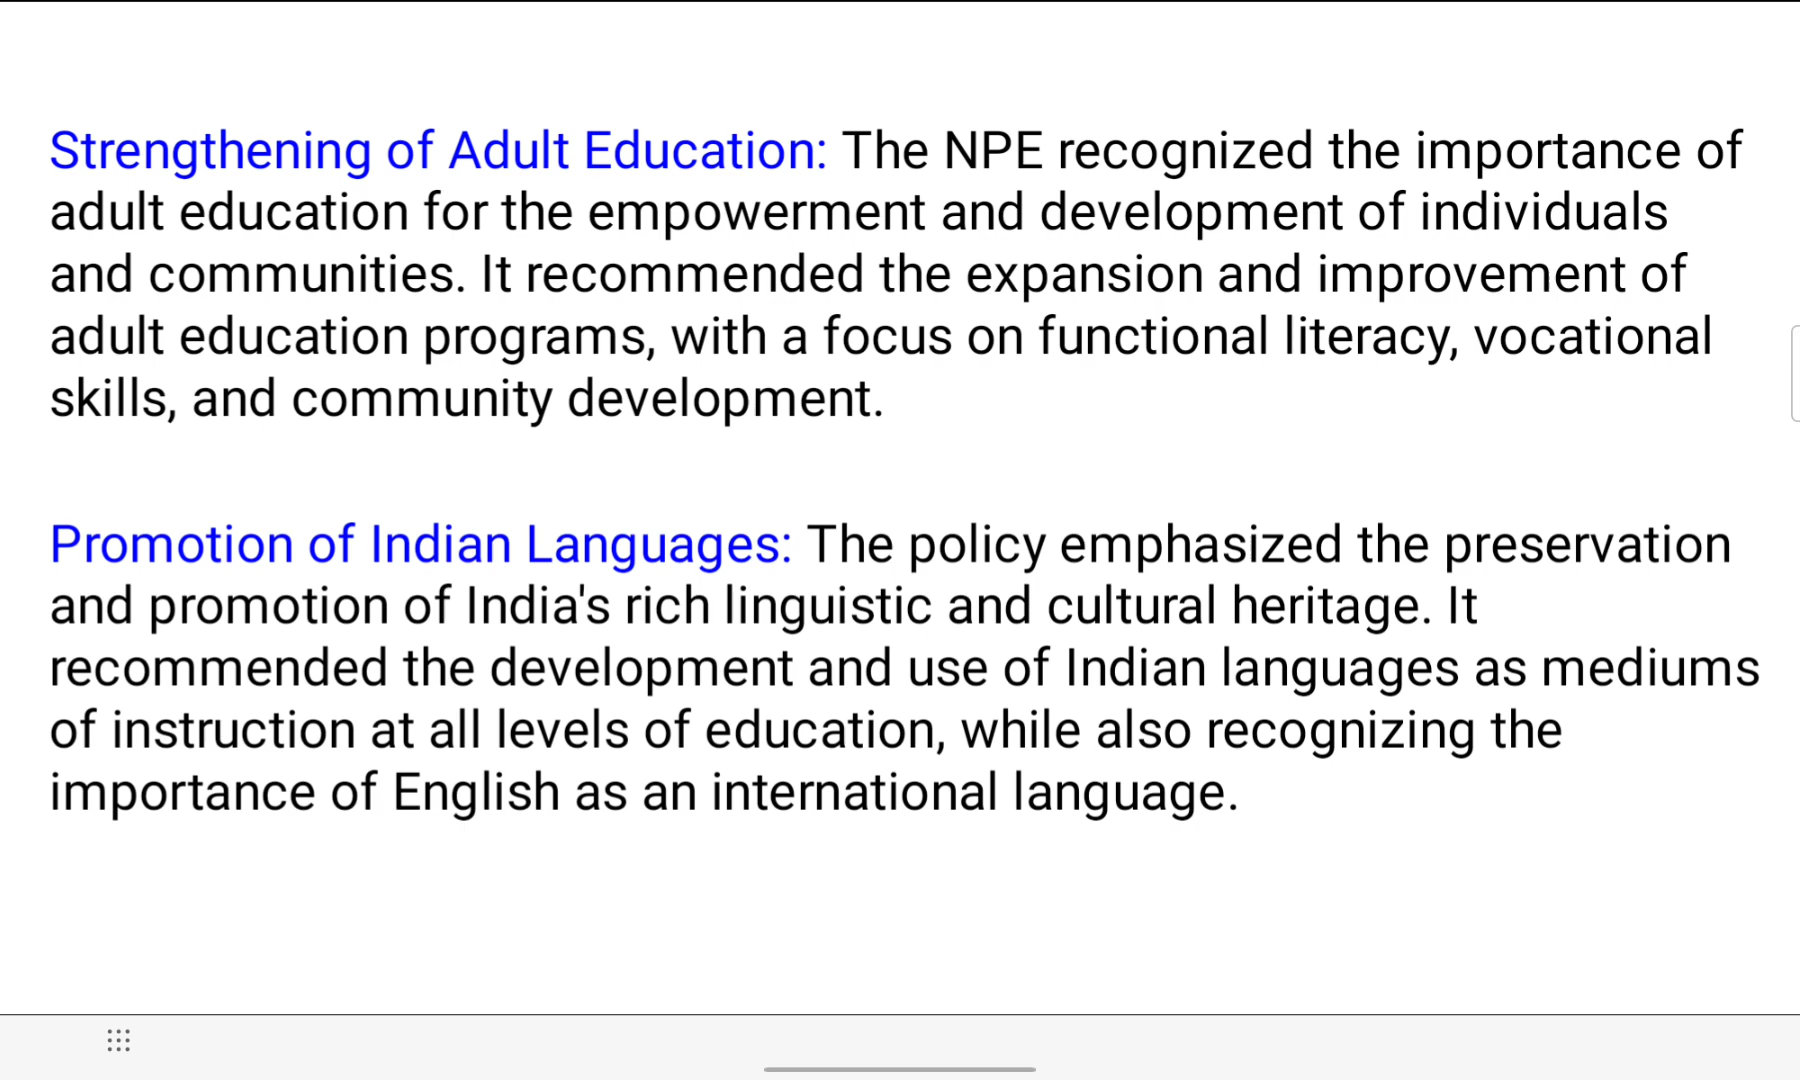 Strengthening of Adult Education: The NPE recognized the importance of
adult education for the empowerment and development of individuals
and communities. It recommended the expansion and improvement of
adult education programs, with a focus on functional literacy, vocational
skills, and community development.
Promotion of Indian Languages: The policy emphasized the preservation
and promotion of India's rich linguistic and cultural heritage. It
recommended the development and use of Indian languages as mediums
of instruction at all levels of education, while also recognizing the
importance of English as an international language.